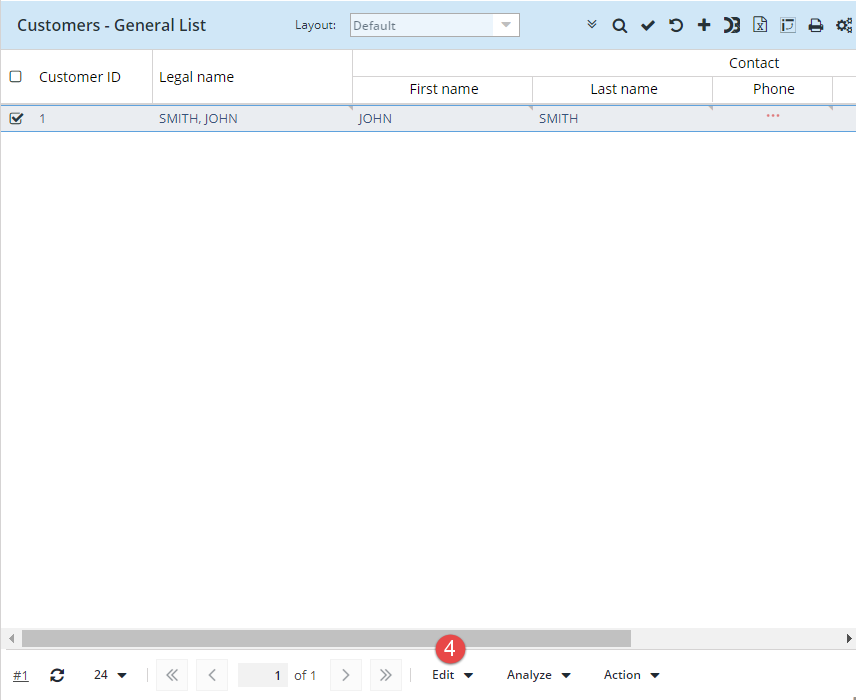 Customers - General List Layout: Default
Contact
Customer ID Legal name
First name Last name Phone
1 SMITH, JOHN JOHN SMITH ***
4
#1 24 1 of 1 Edit Analyze Action